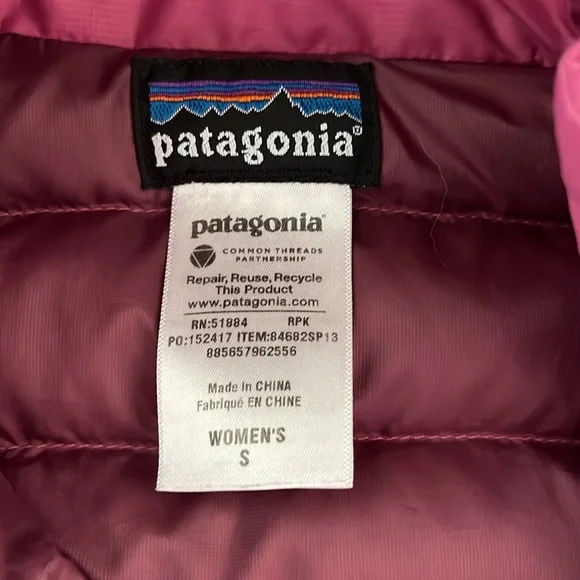 patagonia®
patagonia®
COMMON THREADS
PARTNERSHIP
Repair, Reuse, Recycle
This Product
www.patagonia.com
RN:51884 RPK
PO:152417 ITEM:84682SP13
885657962556
Made in CHINA
Fabriqué EN CHINE
WOMEN'S
S